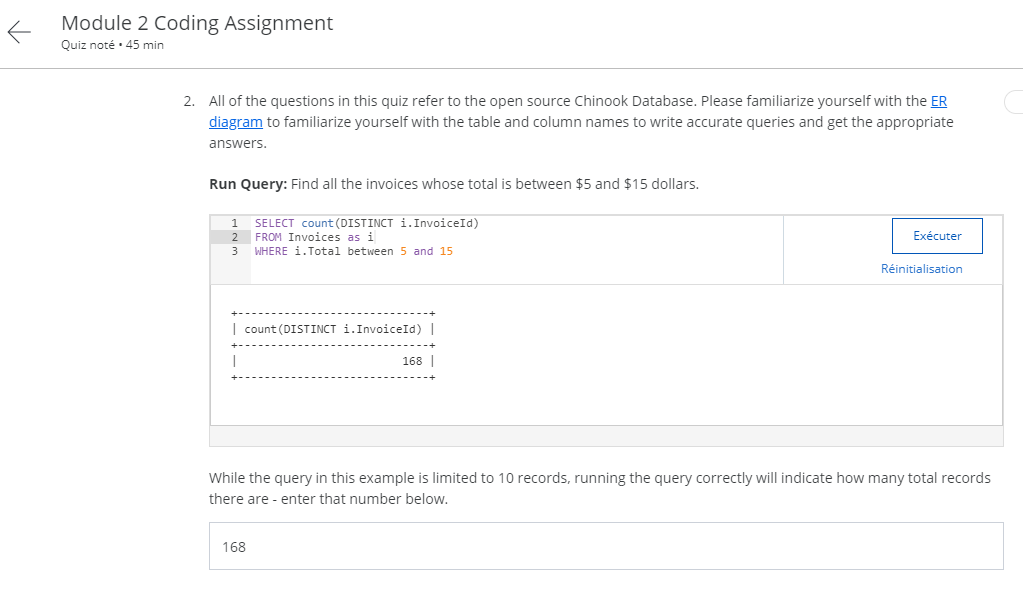 Module 2 Coding Assignment
Quiz noté • 45 min
2. All of the questions in this quiz refer to the open source Chinook Database. Please familiarize yourself with the ER
diagram to familiarize yourself with the table and column names to write accurate queries and get the appropriate
answers.
Run Query: Find all the invoices whose total is between $5 and $15 dollars.
1 SELECT count(DISTINCT i.InvoiceId)
2 FROM Invoices as i
3 WHERE i.Total between 5 and 15
Exécuter
Réinitialisation
+-----------------------------+
| count(DISTINCT i.InvoiceId) |
+-----------------------------+
|                         168 |
+-----------------------------+
While the query in this example is limited to 10 records, running the query correctly will indicate how many total records
there are - enter that number below.
168